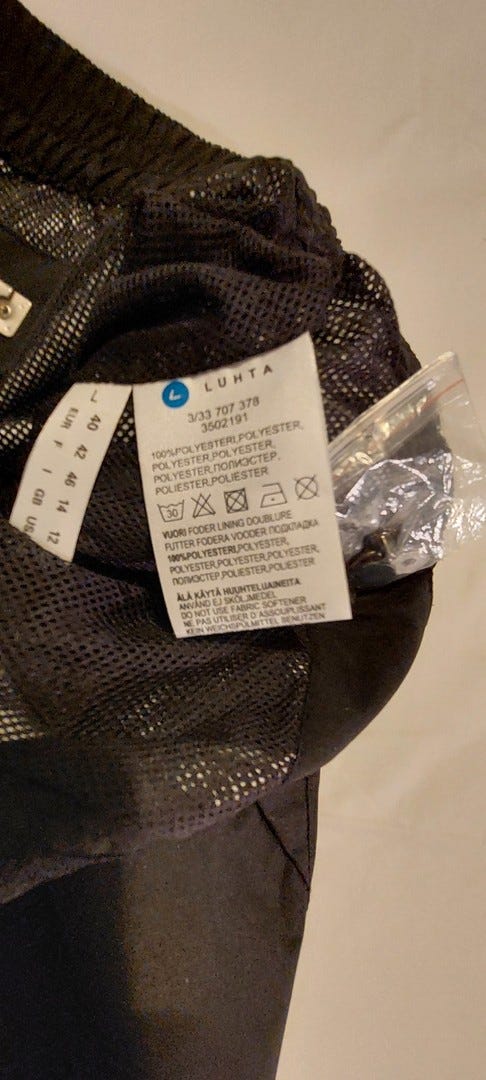 LUHTA
3/33 707 378
3502191
100%POLYESTERI,POLYESTER,
POLYESTER,POLYESTER,
POLYESTER,ПОЛИЭСТЕР,
POLIESTER,POLIESTER
30
VUORI FODER LINING DOUBLURE
FUTTER FODERA VOODER ПОДКЛАДКА
100%POLYESTERI,POLYESTER,
POLYESTER,POLYESTER,POLYESTER,
ПОЛИЭСТЕР,POLIESTER,POLIESTER
ÄLÄ KÄYTÄ HUUHTELUAINEITA
ANVÄND EJ SKÖLJMEDEL
DO NOT USE FABRIC SOFTENER
NE PAS UTILISER D'ASSOUPLISSANT
KEIN WEICHSPÜLMITTEL BENUTZEN
L
40 EUR
42 F
46 I
14 GB
12 US